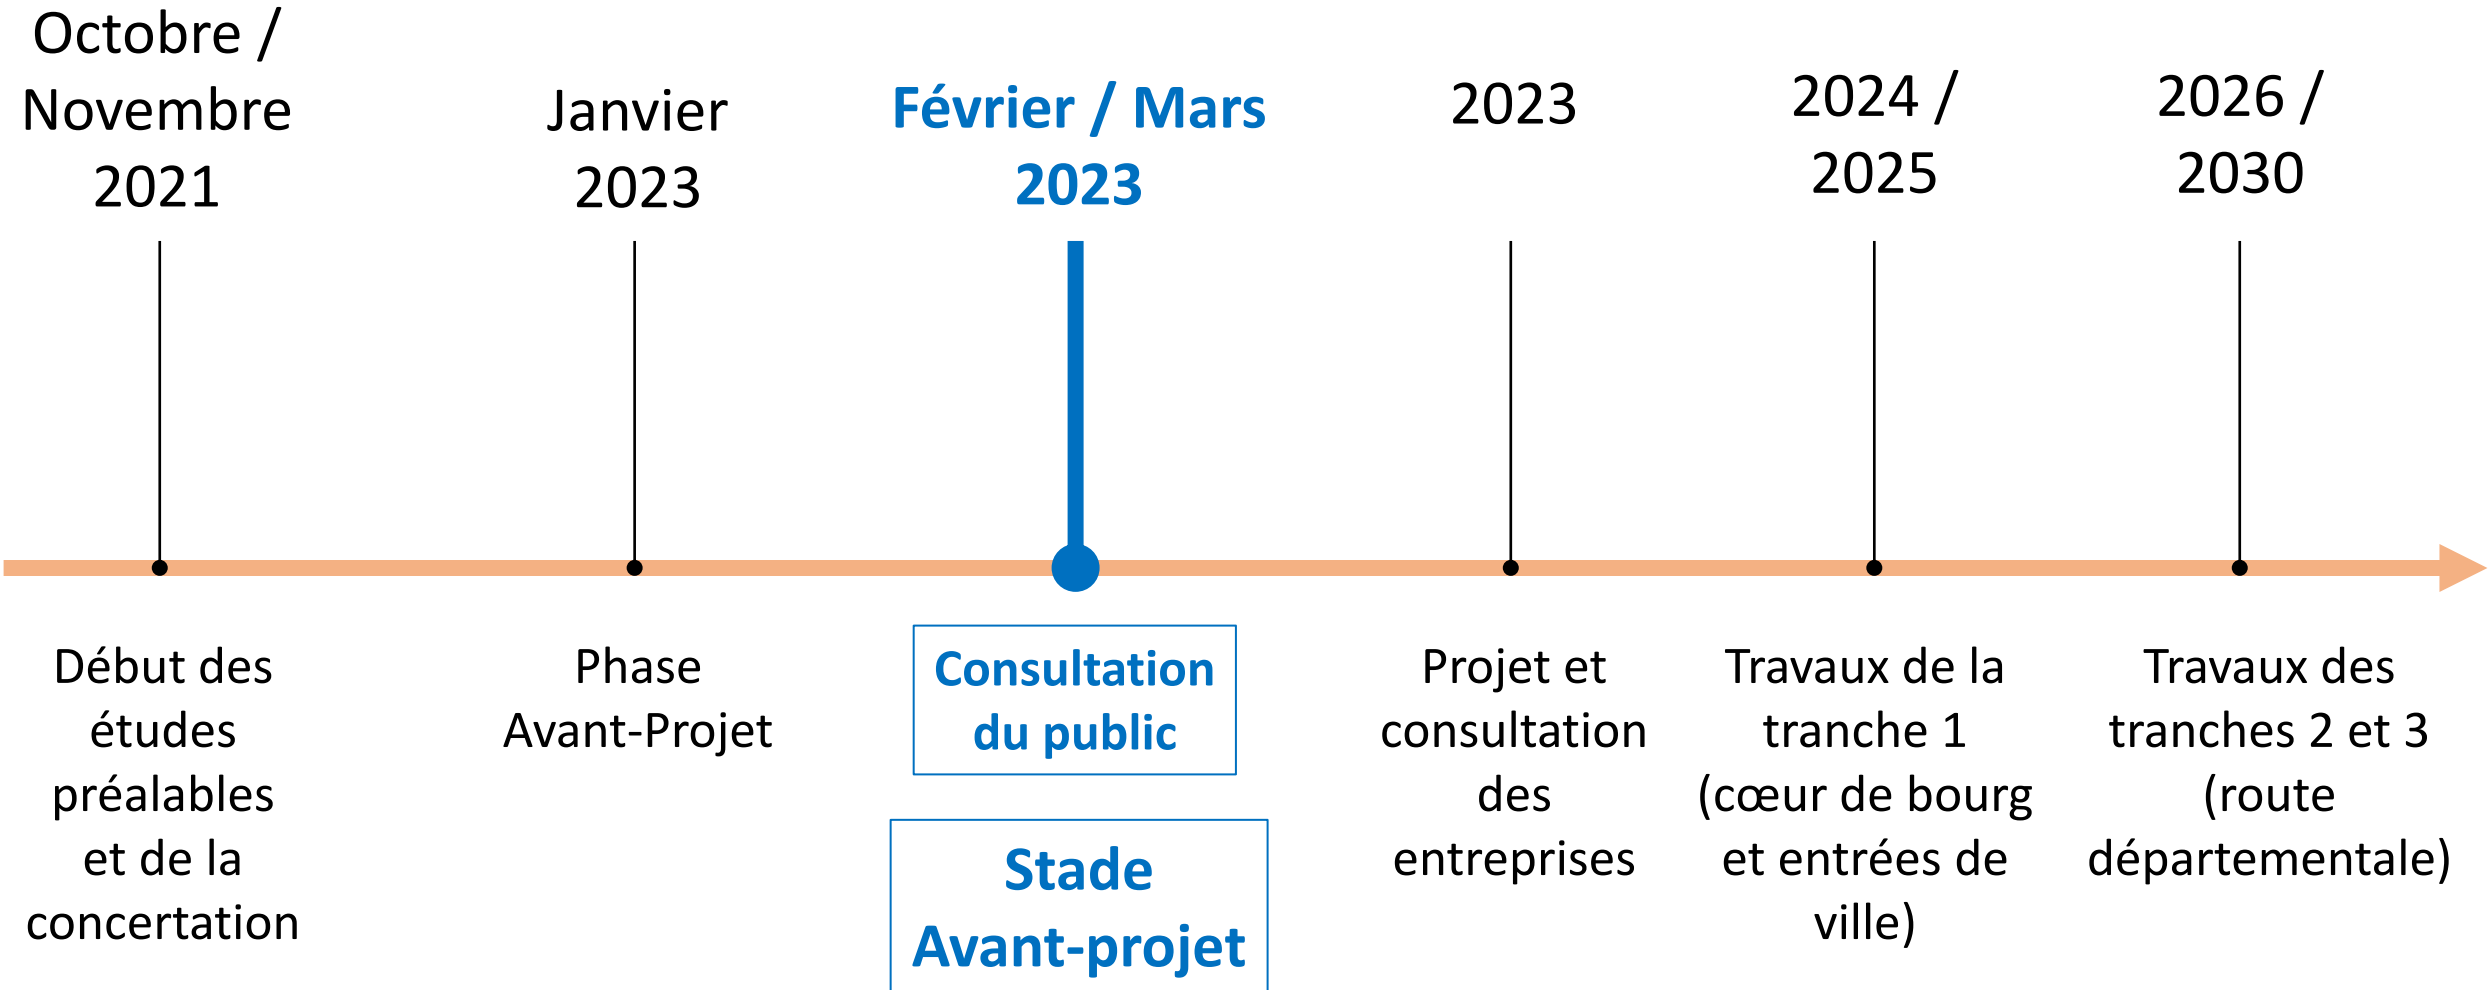 Octobre /
Novembre
2021
Janvier
2023
Février / Mars
2023
2023
2024 /
2025
2026 /
2030
Début des
études
préalables
et de la
concertation
Phase
Avant-Projet
Consultation
du public
Stade
Avant-projet
Projet et
consultation
des
entreprises
Travaux de la
tranche 1
(cœur de bourg
et entrées de
ville)
Travaux des
tranches 2 et 3
(route
départementale)